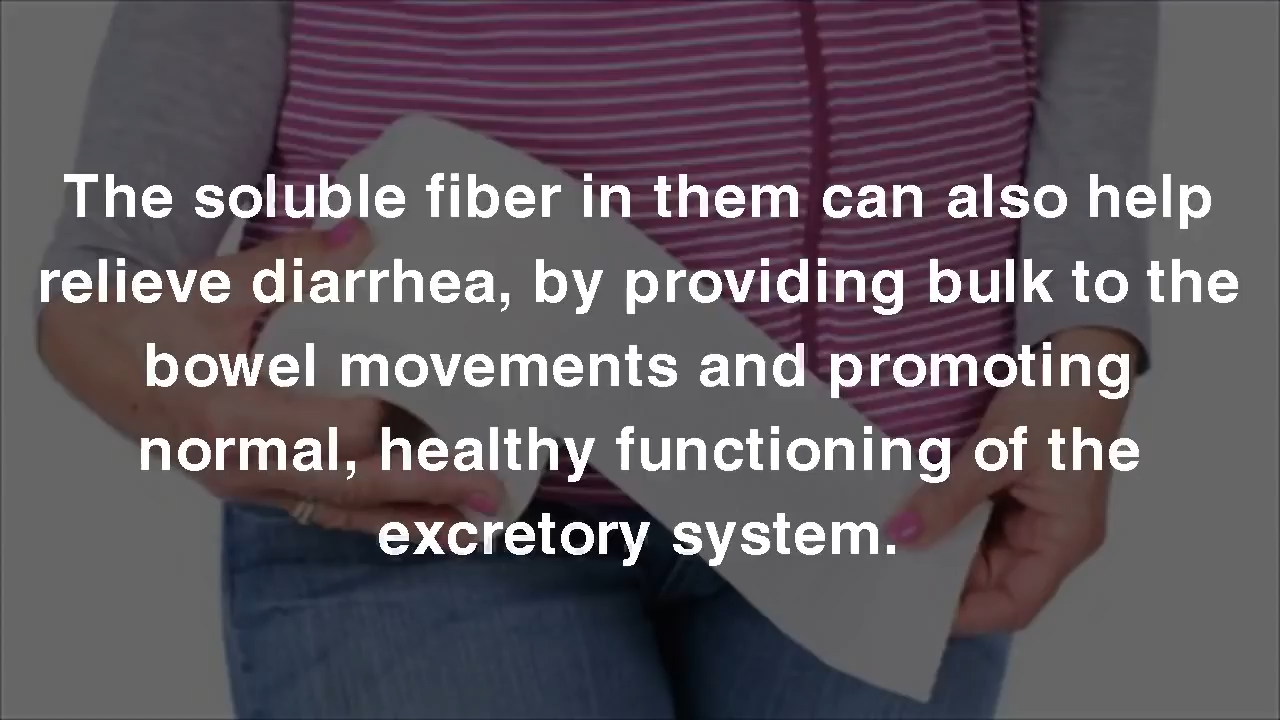 The soluble fiber in them can also help
relieve diarrhea, by providing bulk to the
bowel movements and promoting
normal, healthy functioning of the
excretory system.